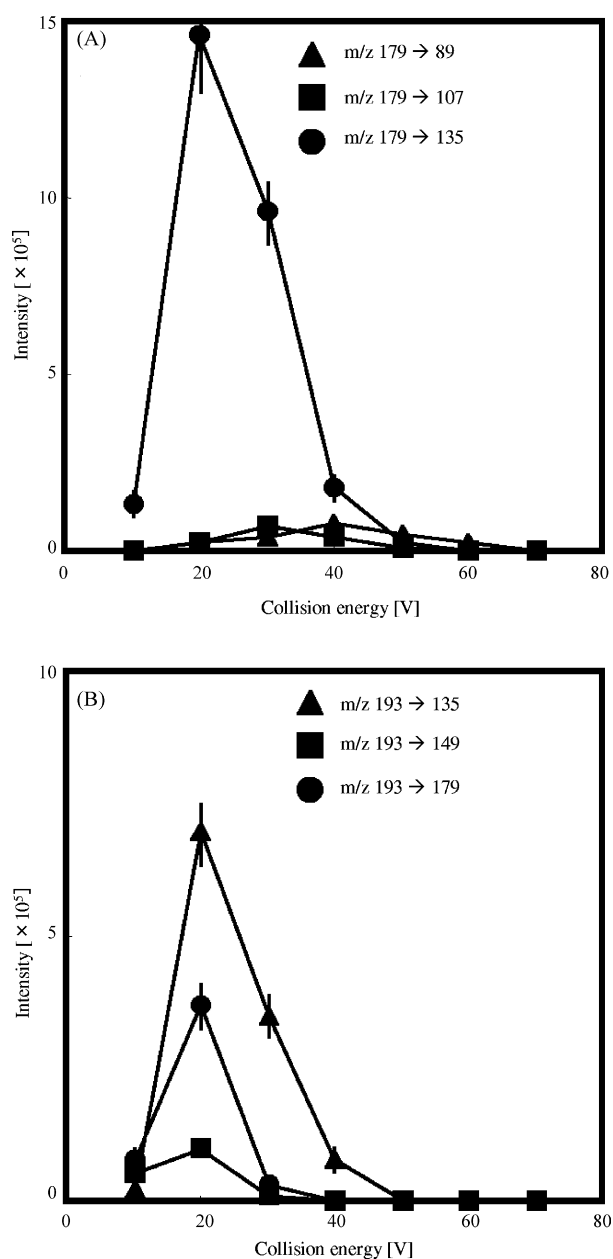 (A)
m/z 179 → 89
m/z 179 → 107
m/z 179 → 135
15
10
5
0
Intensity [×10⁵]
0 20 40 60 80
Collision energy [V]
(B)
m/z 193 → 135
m/z 193 → 149
m/z 193 → 179
10
5
0
Intensity [×10⁵]
0 20 40 60 80
Collision energy [V]